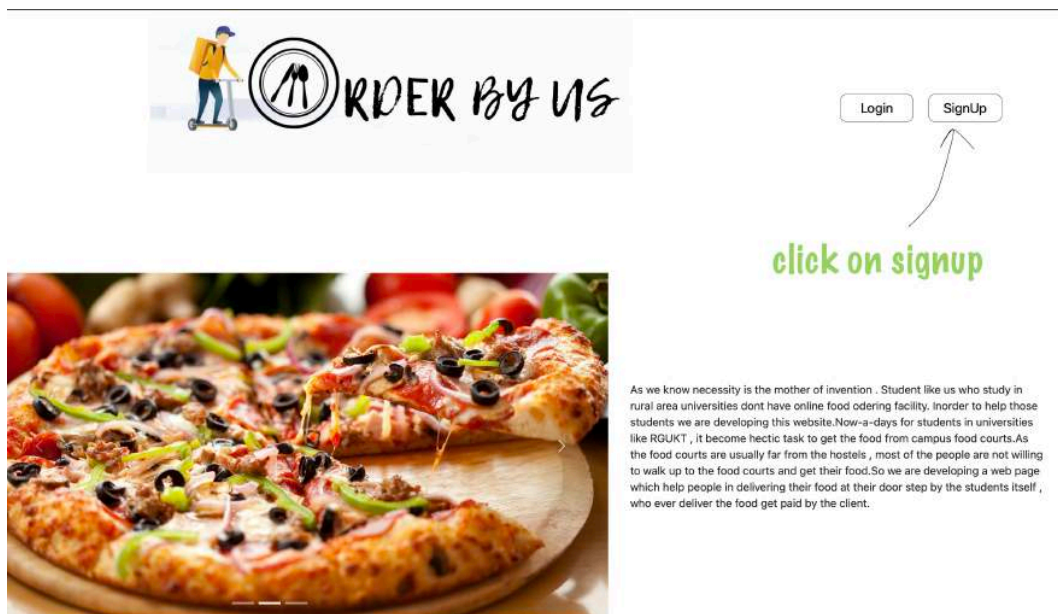 ORDER BY US
Login
SignUp
click on signup
As we know necessity is the mother of invention . Student like us who study in
rural area universities dont have online food odering facility. Inorder to help those
students we are developing this website.Now-a-days for students in universities
like RGUKT , it become hectic task to get the food from campus food courts.As
the food courts are usually far from the hostels , most of the people are not willing
to walk up to the food courts and get their food.So we are developing a web page
which help people in delivering their food at their door step by the students itself ,
who ever deliver the food get paid by the client.